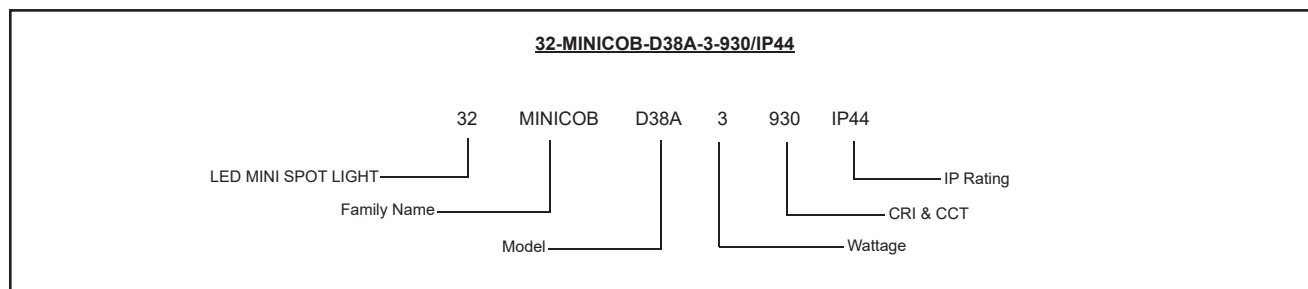 32-MINICOB-D38A-3-930/IP44
32 MINICOB D38A 3 930 IP44
LED MINI SPOT LIGHT IP Rating
Family Name CRI & CCT
Model Wattage